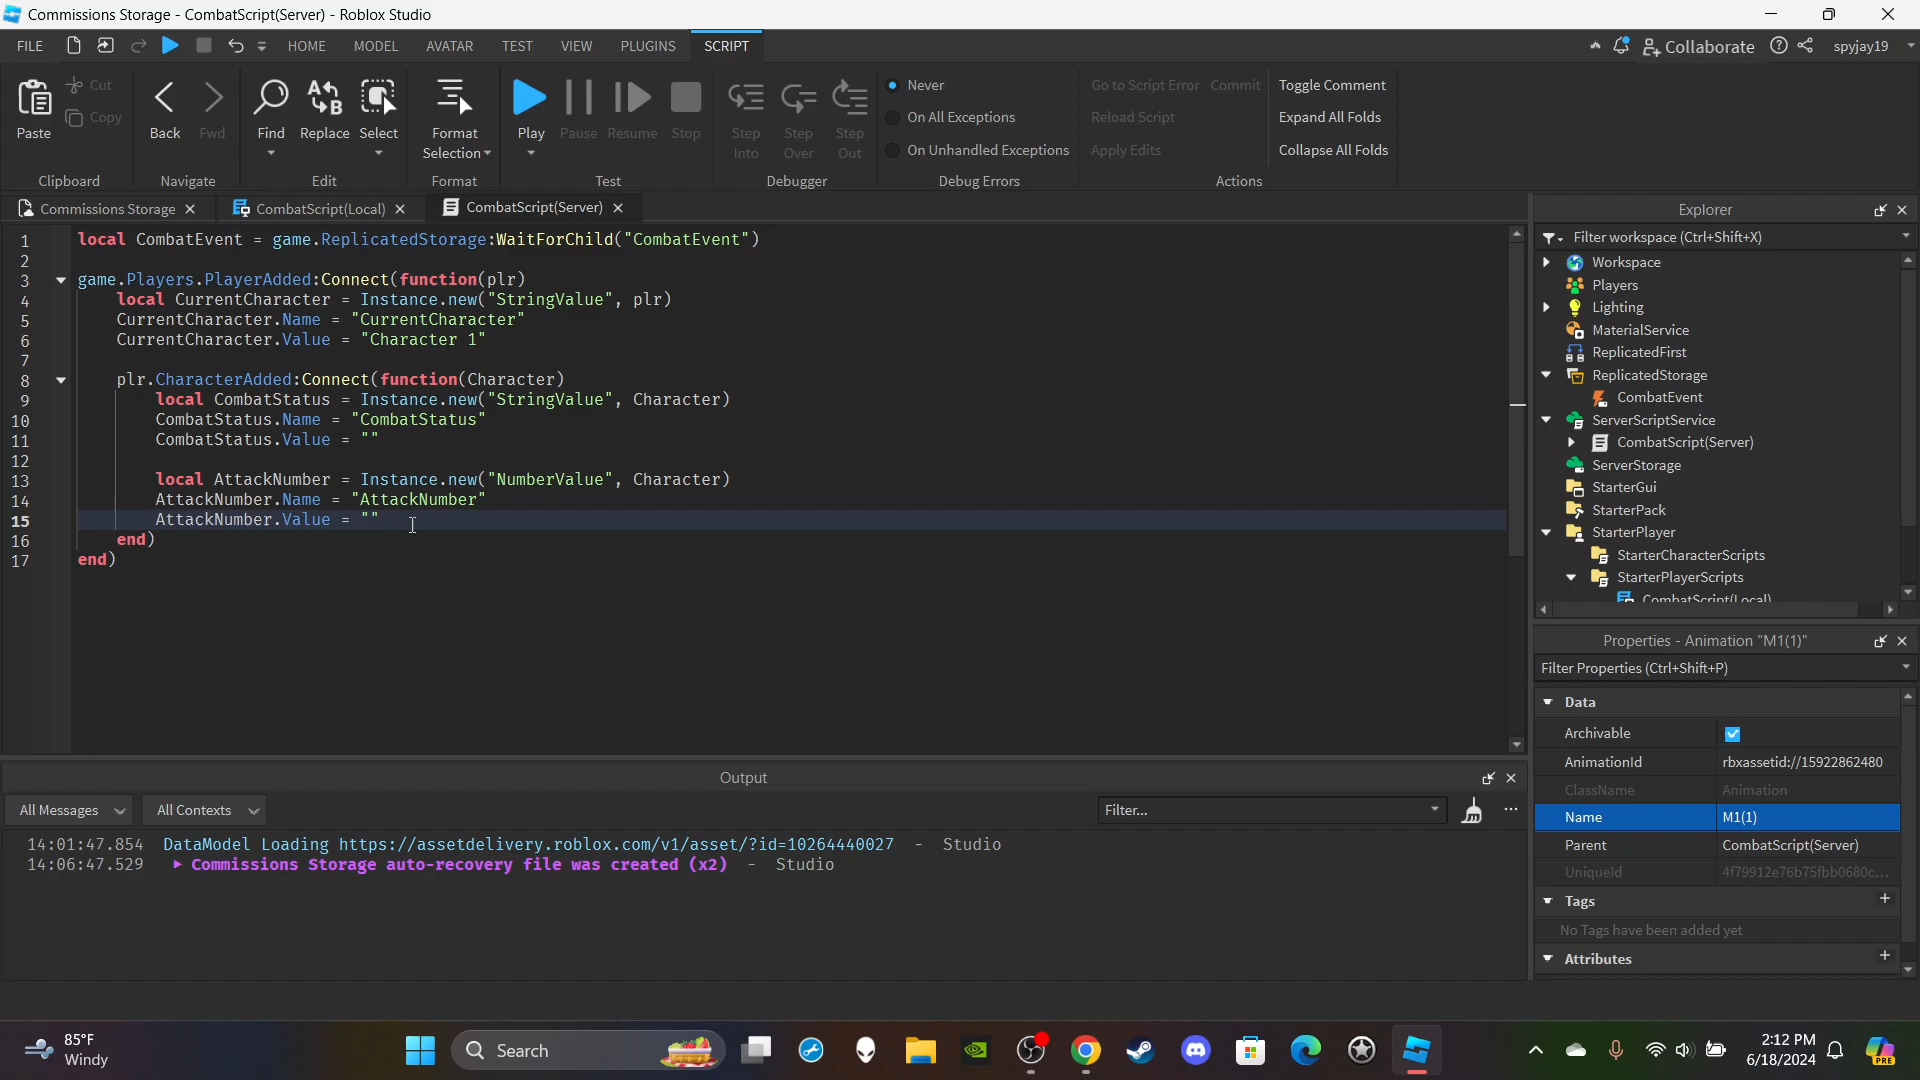 Commissions Storage - CombatScript(Server) - Roblox Studio
FILE HOME MODEL AVATAR TEST VIEW PLUGINS SCRIPT Collaborate spyjay19
Paste Cut Copy Clipboard
Back Fwd Navigate
Find Replace Select Edit
Format Selection Format
Play Pause Resume Stop Test
Step Into Step Over Step Out Debugger
Never
On All Exceptions
On Unhandled Exceptions
Debug Errors
Go to Script Error Commit
Reload Script
Apply Edits
Toggle Comment
Expand All Folds
Collapse All Folds
Actions
Commissions Storage CombatScript(Local) CombatScript(Server)
1 local CombatEvent = game.ReplicatedStorage:WaitForChild("CombatEvent")
2
3 game.Players.PlayerAdded:Connect(function(plr)
4 local CurrentCharacter = Instance.new("StringValue", plr)
5 CurrentCharacter.Name = "CurrentCharacter"
6 CurrentCharacter.Value = "Character 1"
7
8 plr.CharacterAdded:Connect(function(Character)
9 local CombatStatus = Instance.new("StringValue", Character)
10 CombatStatus.Name = "CombatStatus"
11 CombatStatus.Value = ""
12
13 local AttackNumber = Instance.new("NumberValue", Character)
14 AttackNumber.Name = "AttackNumber"
15 AttackNumber.Value = ""
16 end)
17 end)
Explorer
Filter workspace (Ctrl+Shift+X)
Workspace
Players
Lighting
MaterialService
ReplicatedFirst
ReplicatedStorage
CombatEvent
ServerScriptService
CombatScript(Server)
ServerStorage
StarterGui
StarterPack
StarterPlayer
StarterCharacterScripts
StarterPlayerScripts
CombatScript(Local)
Properties - Animation "M1(1)"
Filter Properties (Ctrl+Shift+P)
Data
Archivable
AnimationId rbxassetid://15922862480
ClassName Animation
Name M1(1)
Parent CombatScript(Server)
UniqueId 4f79912e76b75fbb0680c...
Tags
No Tags have been added yet
Attributes
Output
All Messages All Contexts Filter...
14:01:47.854 DataModel Loading https://assetdelivery.roblox.com/v1/asset/?id=10264440027 - Studio
14:06:47.529 Commissions Storage auto-recovery file was created (x2) - Studio
85°F
Windy
Search
2:12 PM
6/18/2024
PRE